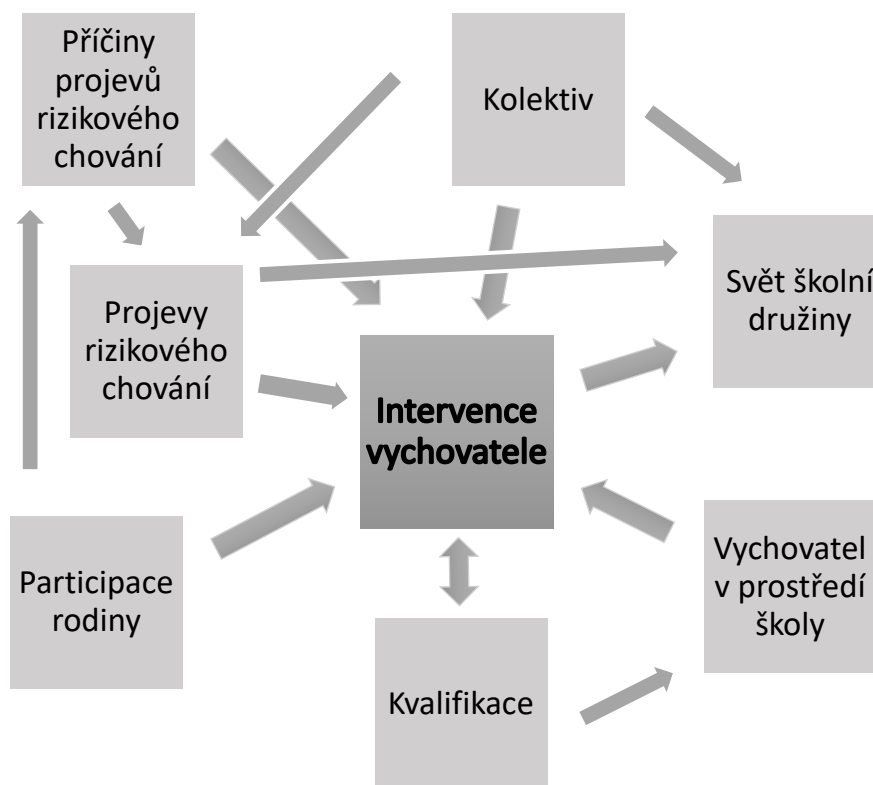 Příčiny
projevů
rizikového
chování
Kolektiv
Svět školní
družiny
Projevy
rizikového
chování
Intervence
vychovatele
Participace
rodiny
Vychovatel
v prostředí
školy
Kvalifikace